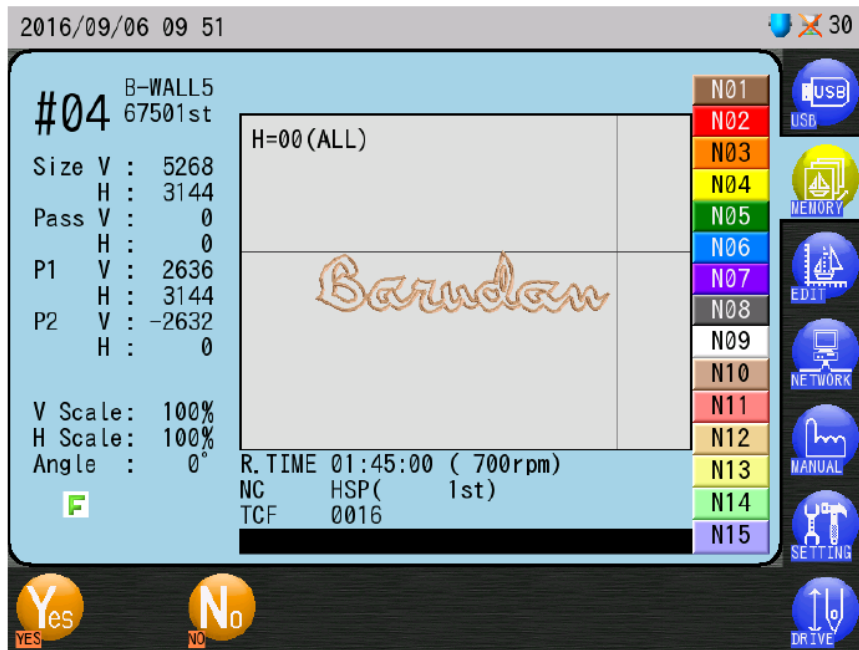 2016/09/06 09 51
30
#04
B-WALL5
67501st
Size V : 5268
H : 3144
Pass V : 0
H : 0
P1 V : 2636
H : 3144
P2 V : -2632
H : 0
V Scale: 100%
H Scale: 100%
Angle : 0°
F
H=00(ALL)
Barudan
R.TIME 01:45:00 ( 700rpm)
NC HSP( 1st)
TCF 0016
N01
N02
N03
N04
N05
N06
N07
N08
N09
N10
N11
N12
N13
N14
N15
USB
USB
MEMORY
EDIT
NETWORK
MANUAL
SETTING
DRIVE
Yes
YES
No
NO